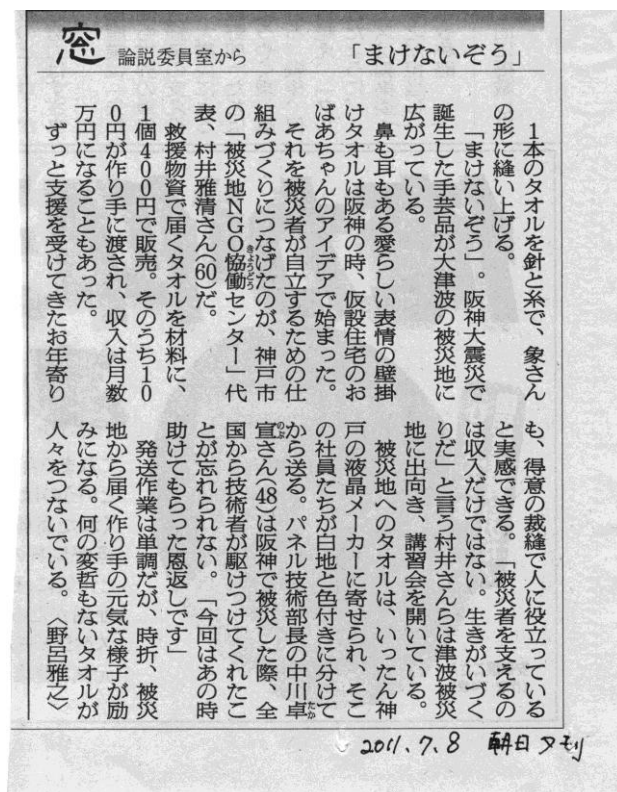 窓 論説委員室から 「まけないぞう」
1本のタオルを針と糸で、象さん
の形に縫い上げる。
「まけないぞう」。阪神大震災で
誕生した手芸品が大津波の被災地に
広がっている。
鼻も耳もある愛らしい表情の壁掛
けタオルは阪神の時、仮設住宅のお
ばあちゃんのアイデアで始まった。
それを被災者が自立するための仕
組みづくりにつなげたのが、神戸市
の「被災地NGO恊働センター」代
表、村井雅清さん(60)だ。
救援物資で届くタオルを材料に、
1個400円で販売。そのうち10
0円が作り手に渡され、収入は月数
万円になることもあった。
ずっと支援を受けてきたお年寄り
も、得意の裁縫で人に役立っている
と実感できる。「被災者を支えるの
は収入だけではない。生きがいづく
りだ」と言う村井さんらは津波被災
地に出向き、講習会を開いている。
被災地へのタオルは、いったん神
戸の液晶メーカーに寄せられ、そこ
の社員たちが白地と色付きに分けて
から送る。パネル技術部長の中川卓
宣さん(48)は阪神で被災した際、全
国から技術者が駆けつけてくれたこ
とが忘れられない。「今回はあの時
助けてもらった恩返しです」
発送作業は単調だが、時折、被災
地から届く作り手の元気な様子が励
みになる。何の変哲もないタオルが
人々をつないでいる。〈野呂雅之〉
2011.7.8 朝日夕刊